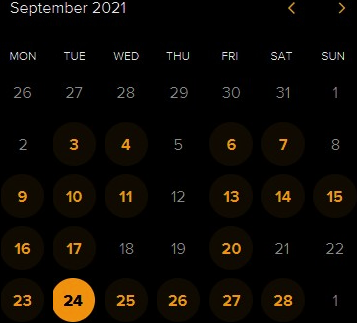 September 2021
MON TUE WED THU FRI SAT SUN
26 27 28 29 30 31 1
2 3 4 5 6 7 8
9 10 11 12 13 14 15
16 17 18 19 20 21 22
23 24 25 26 27 28 1